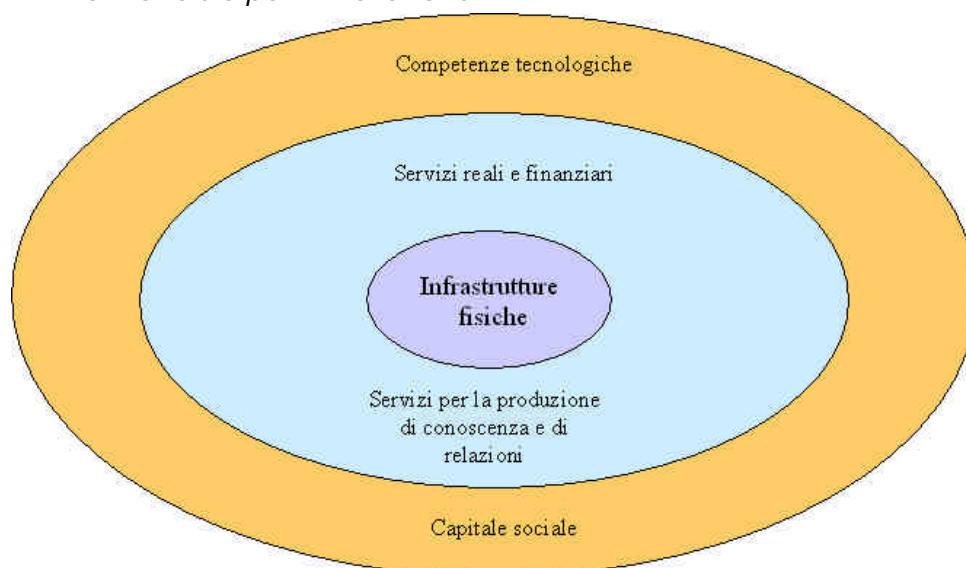 Competenze tecnologiche
Servizi reali e finanziari
Infrastrutture
fisiche
Servizi per la produzione
di conoscenza e di
relazioni
Capitale sociale